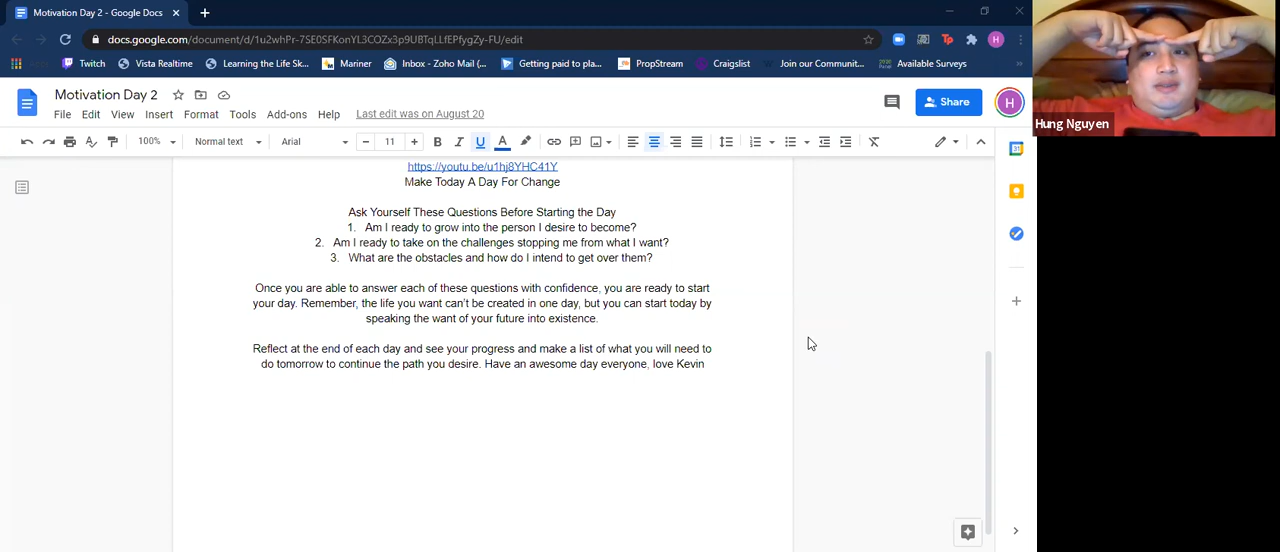 Motivation Day 2 - Google Docs
docs.google.com/document/d/1u2whPr-7SE0SFKonYL3COZx3p9UBTqLLfEPfygZy-FU/edit
Twitch Vista Realtime Learning the Life Sk... Mariner Inbox - Zoho Mail (... Getting paid to pla... PropStream Craigslist Join our Communit... Available Surveys
Hung Nguyen
Motivation Day 2
File Edit View Insert Format Tools Add-ons Help Last edit was on August 20
Share
H
100% Normal text Arial 11
https://youtu.be/u1hj8YHC41Y
Make Today A Day For Change
Ask Yourself These Questions Before Starting the Day
1. Am I ready to grow into the person I desire to become?
2. Am I ready to take on the challenges stopping me from what I want?
3. What are the obstacles and how do I intend to get over them?
Once you are able to answer each of these questions with confidence, you are ready to start
your day. Remember, the life you want can't be created in one day, but you can start today by
speaking the want of your future into existence.
Reflect at the end of each day and see your progress and make a list of what you will need to
do tomorrow to continue the path you desire. Have an awesome day everyone, love Kevin